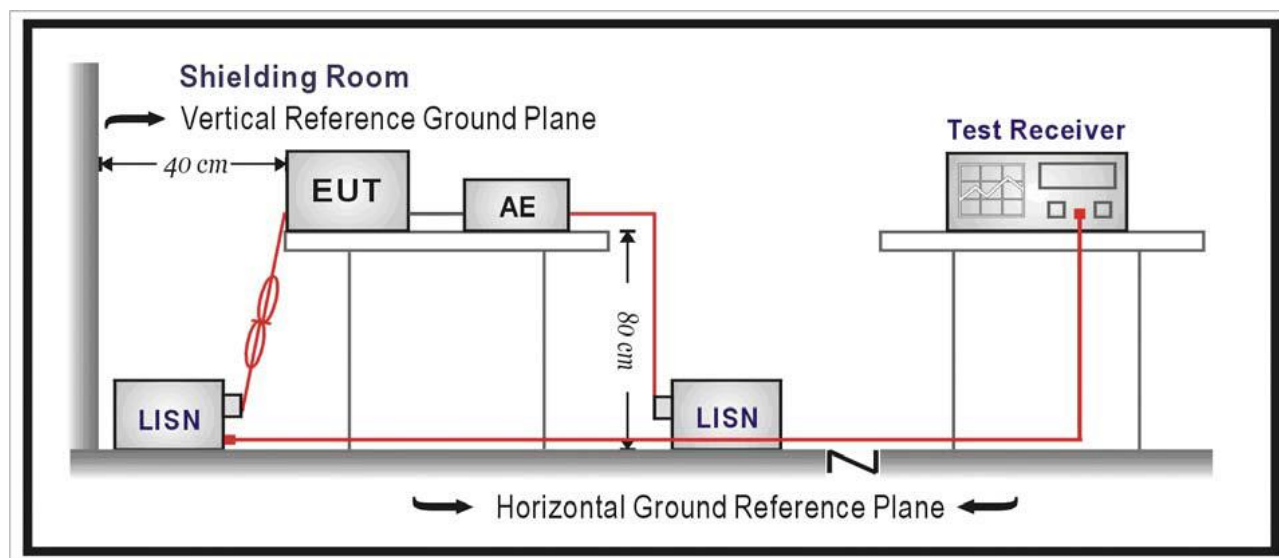 Shielding Room
Vertical Reference Ground Plane
Test Receiver
40 cm
EUT
AE
80 cm
LISN
LISN
Horizontal Ground Reference Plane